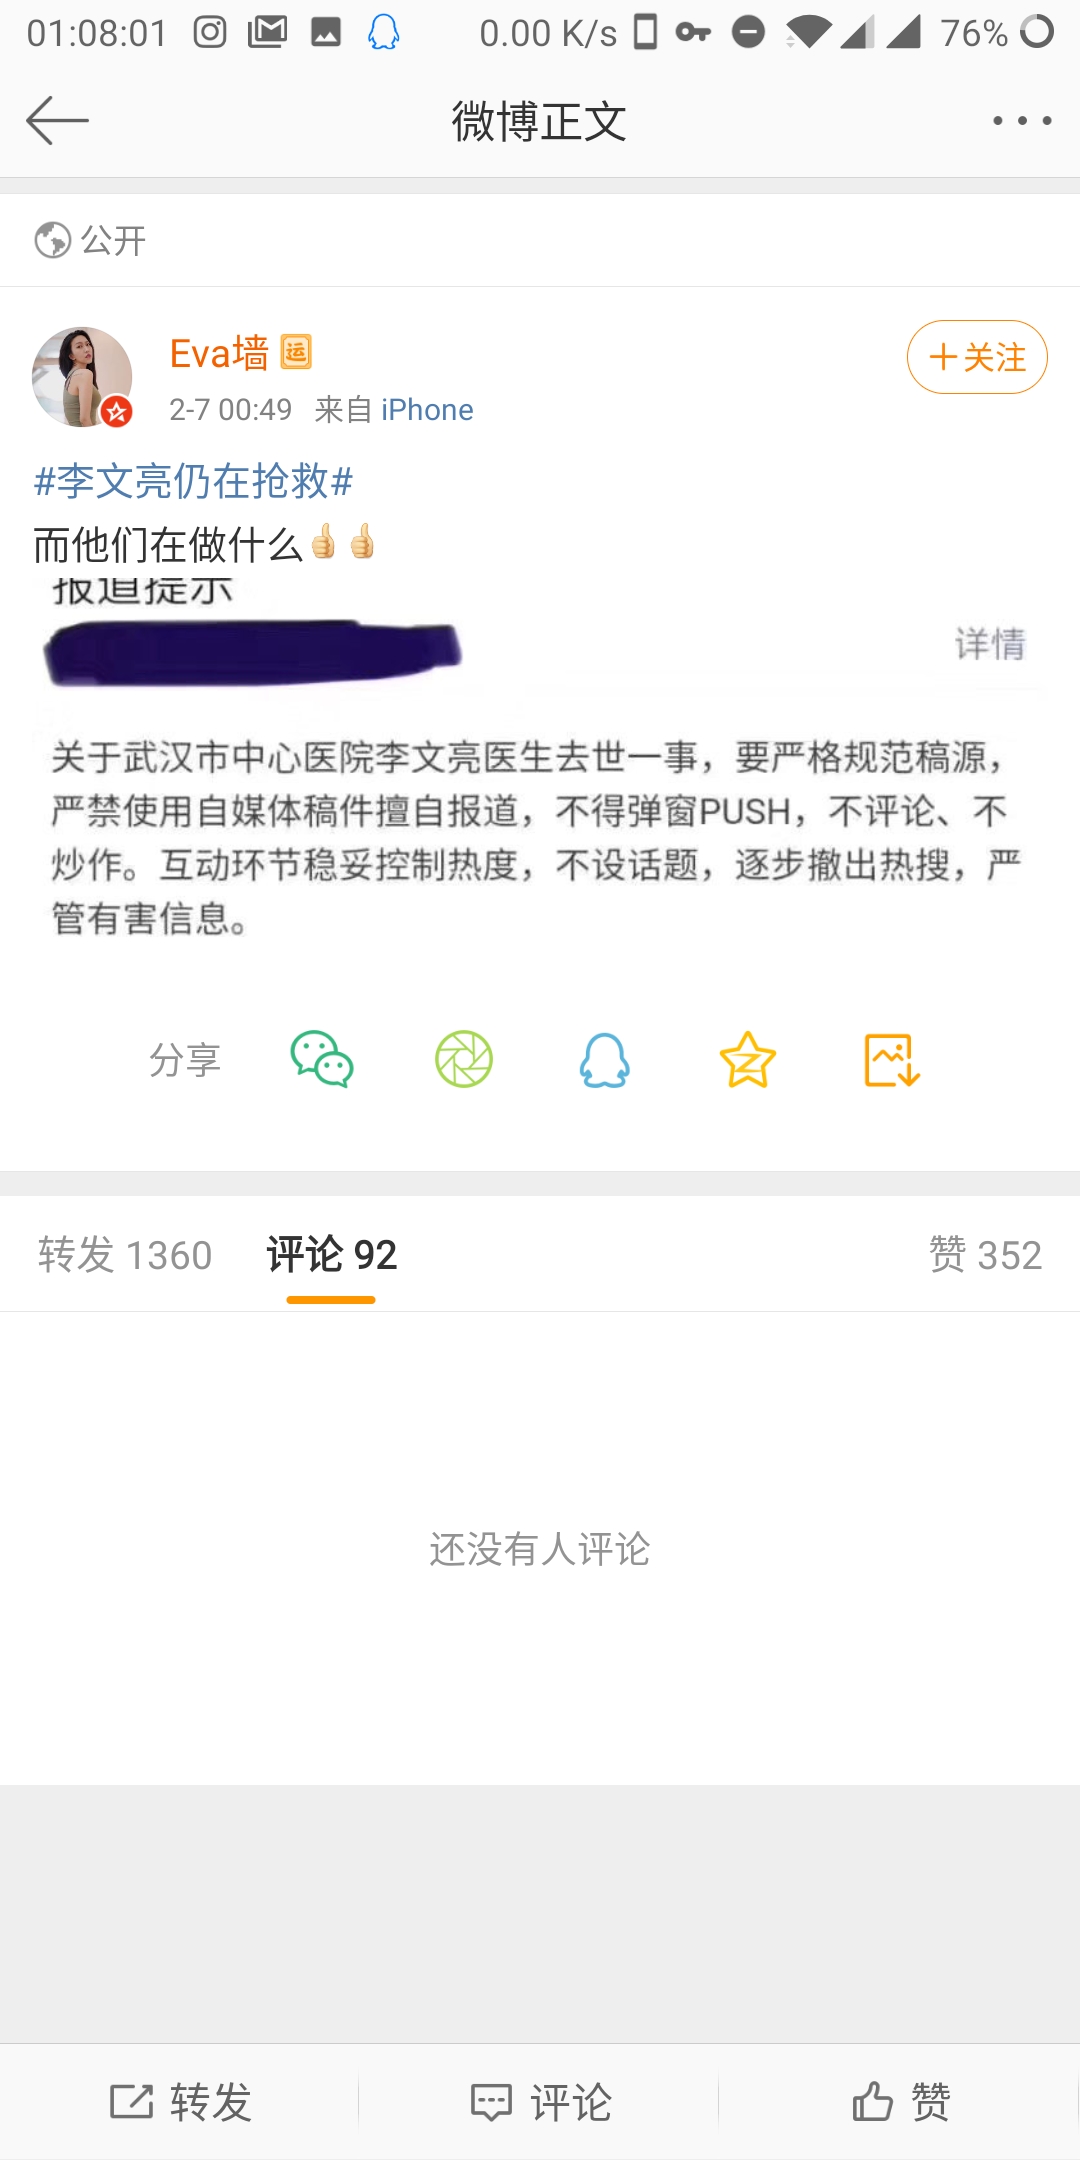 01:08:01 0.00 K/s 76%
微博正文
公开
Eva墙 运
+关注
2-7 00:49 来自 iPhone
#李文亮仍在抢救#
而他们在做什么👍🏻👍🏻
报道提示
详情
关于武汉市中心医院李文亮医生去世一事，要严格规范稿源，
严禁使用自媒体稿件擅自报道，不得弹窗PUSH，不评论、不
炒作。互动环节稳妥控制热度，不设话题，逐步撤出热搜，严
管有害信息。
分享
转发 1360 评论 92 赞 352
还没有人评论
转发 评论 赞